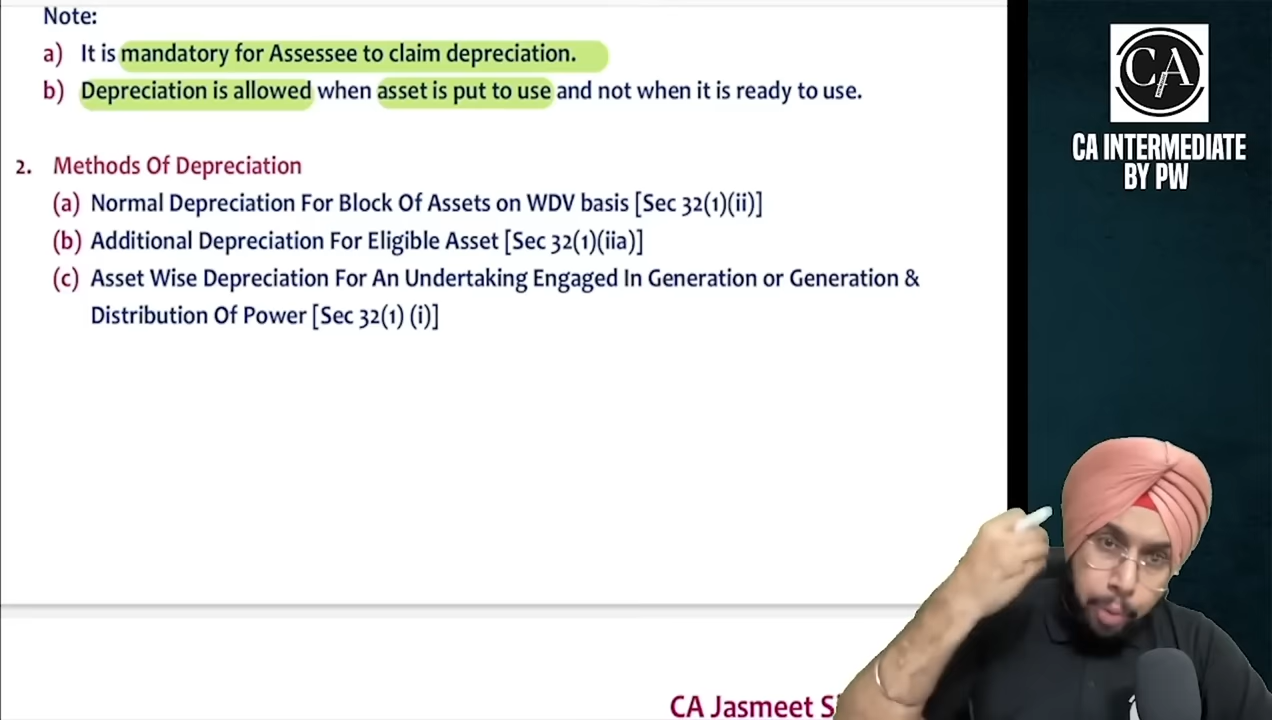 Note:
a) It is mandatory for Assessee to claim depreciation.
b) Depreciation is allowed when asset is put to use and not when it is ready to use.
2. Methods Of Depreciation
(a) Normal Depreciation For Block Of Assets on WDV basis [Sec 32(1)(ii)]
(b) Additional Depreciation For Eligible Asset [Sec 32(1)(iia)]
(c) Asset Wise Depreciation For An Undertaking Engaged In Generation or Generation &
Distribution Of Power [Sec 32(1) (i)]
CA Jasmeet
CA
CA INTERMEDIATE
BY PW